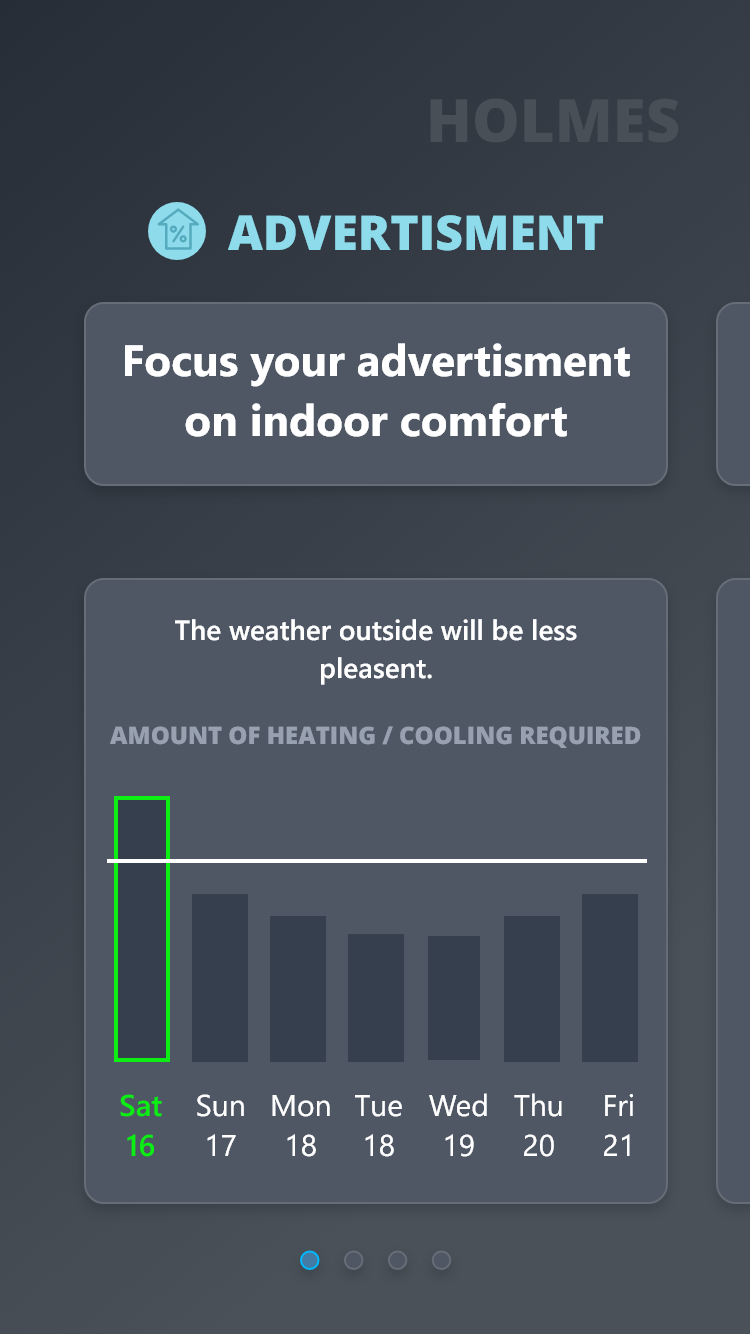 HOLMES
ADVERTISMENT
Focus your advertisment
on indoor comfort
The weather outside will be less
pleasent.
AMOUNT OF HEATING / COOLING REQUIRED
Sat Sun Mon Tue Wed Thu Fri
16 17 18 18 19 20 21